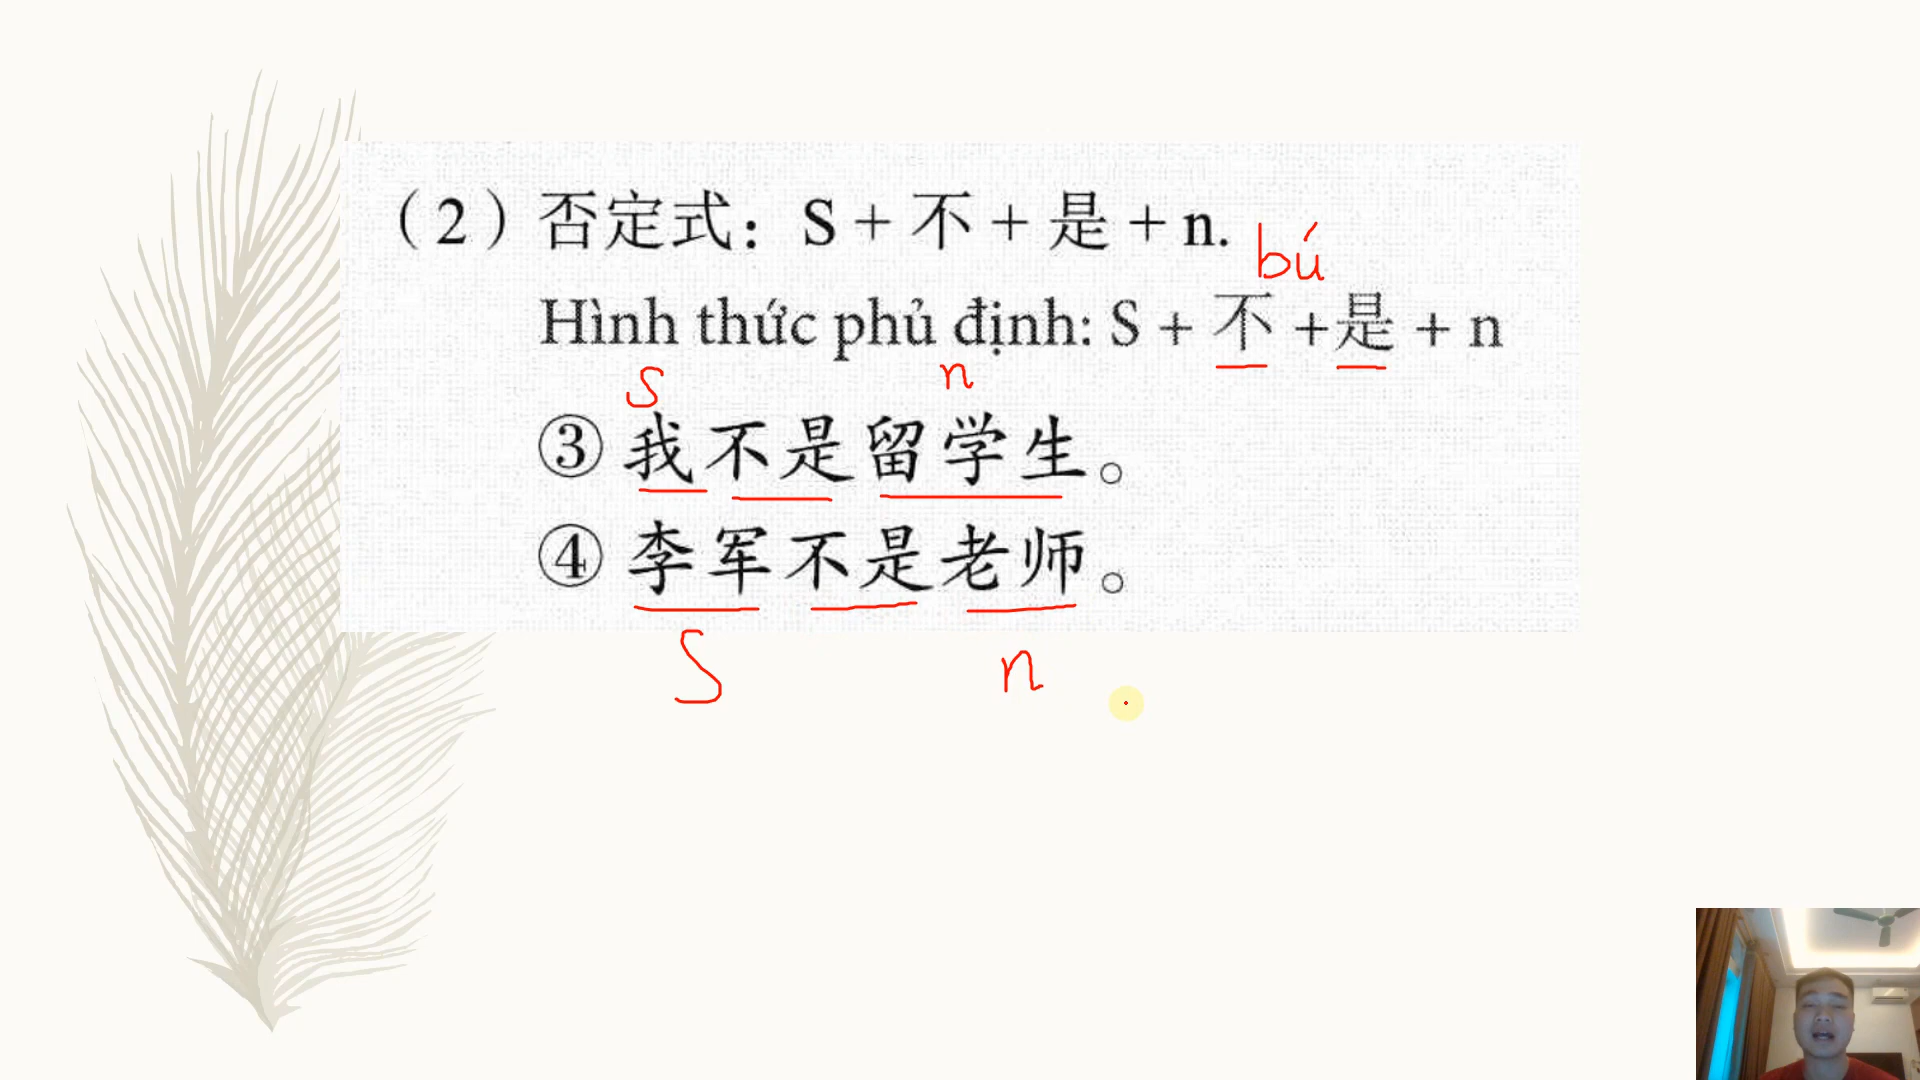 （2）否定式：S + 不 + 是 + n.
bú
Hình thức phủ định: S + 不 + 是 + n
S n
③ 我不是留学生。
④ 李军不是老师。
S n